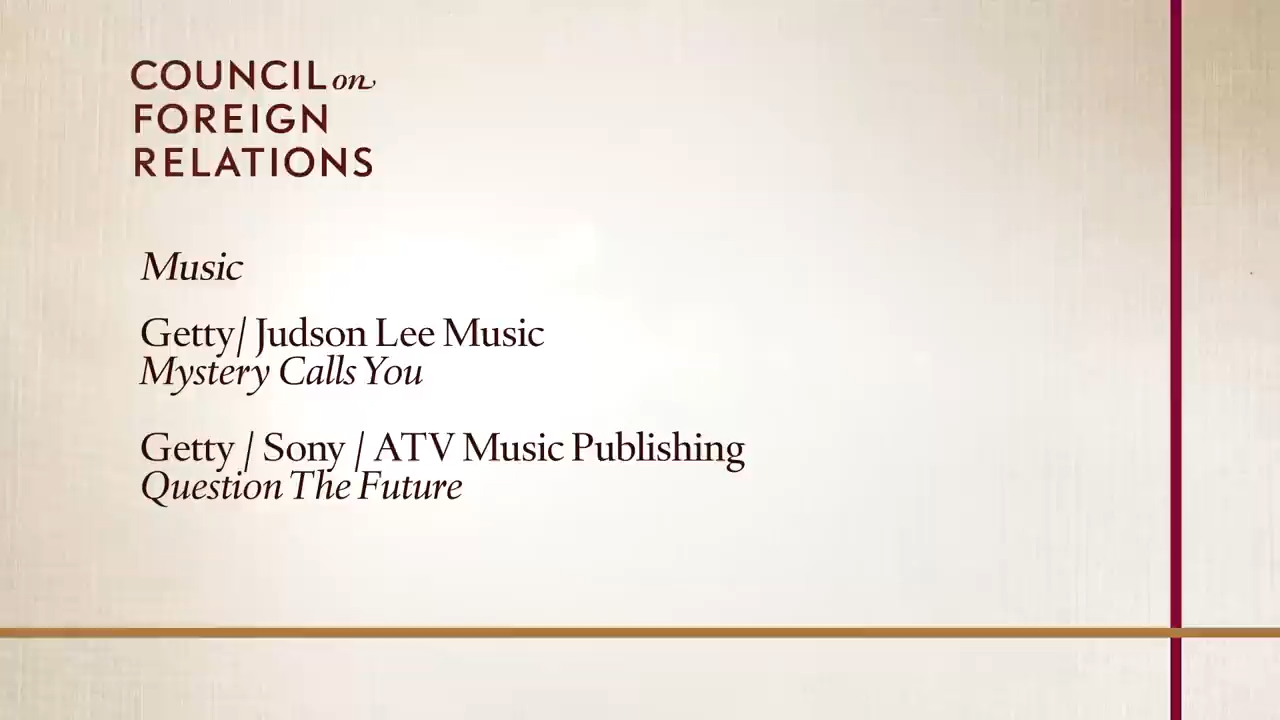 COUNCIL on
FOREIGN
RELATIONS
Music
Getty/ Judson Lee Music
Mystery Calls You
Getty / Sony / ATV Music Publishing
Question The Future